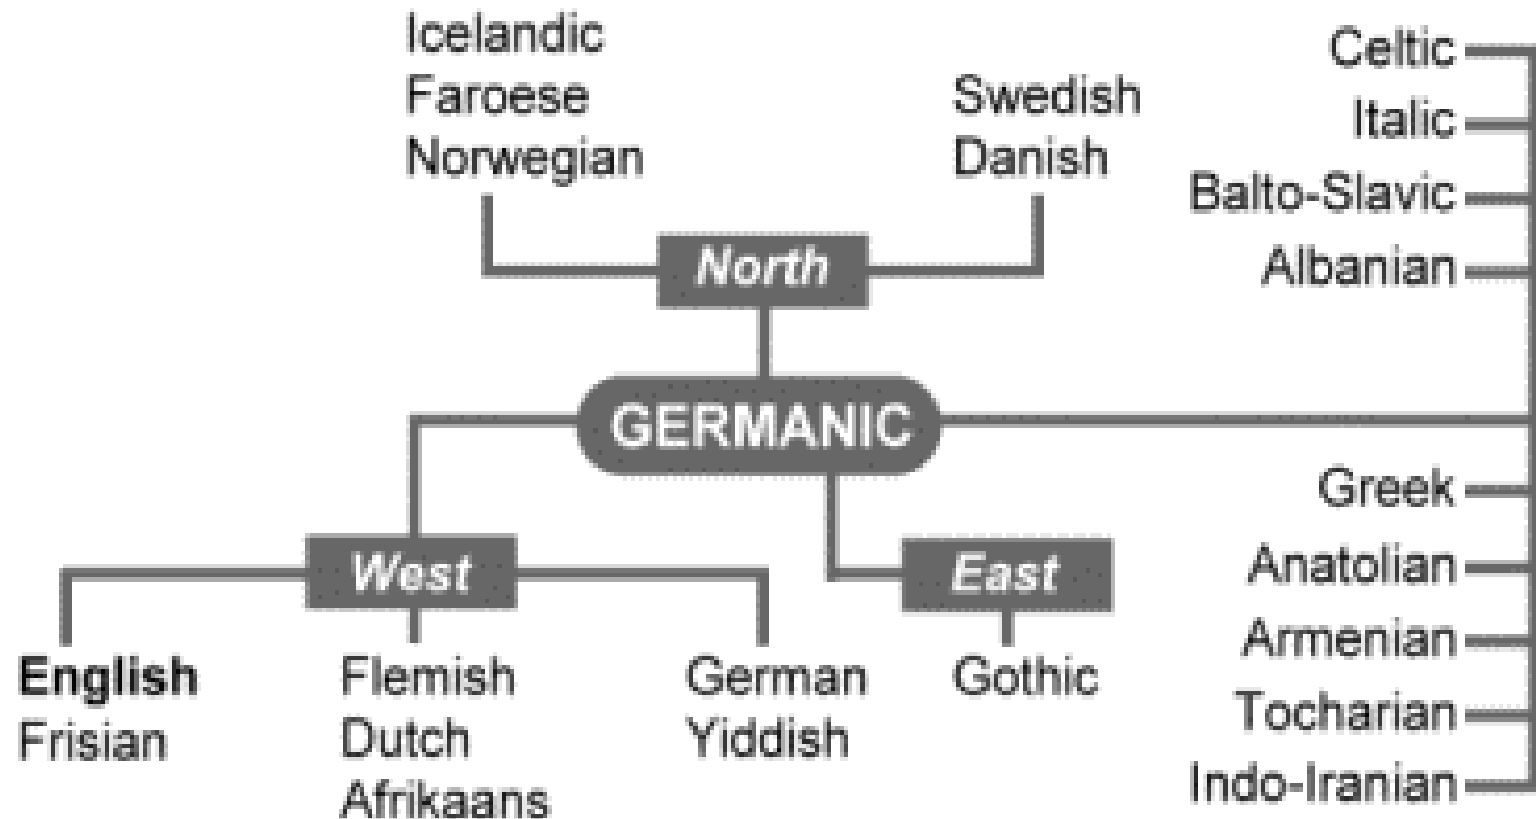 Icelandic
Faroese
Norwegian
Swedish
Danish
North
GERMANIC
West
East
English
Frisian
Flemish
Dutch
Afrikaans
German
Yiddish
Gothic
Celtic
Italic
Balto-Slavic
Albanian
Greek
Anatolian
Armenian
Tocharian
Indo-Iranian